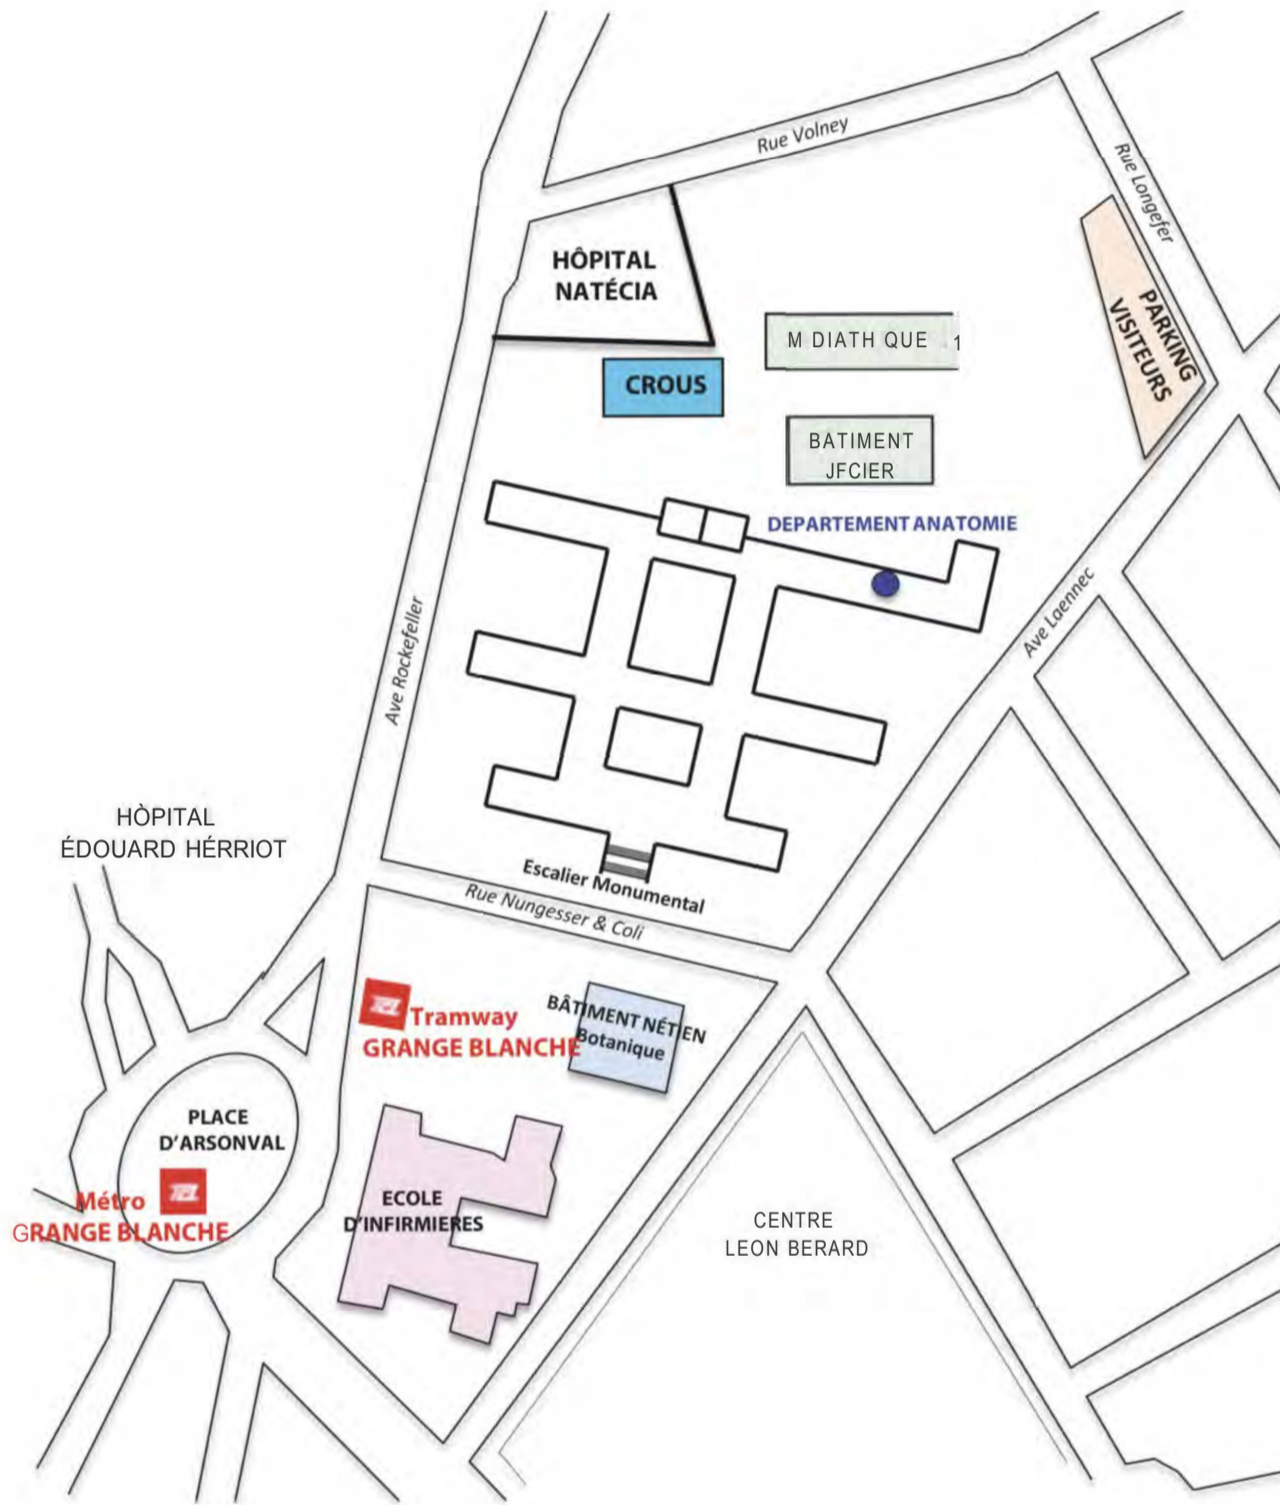 Rue Volney
Rue Longefer
HÔPITAL
NATÉCIA
PARKING
VISITEURS
M DIATH QUE 1
CROUS
BATIMENT
JFCIER
DEPARTEMENT ANATOMIE
Ave Rockefeller
Ave Laennec
HÒPITAL
ÉDOUARD HÉRRIOT
Escalier Monumental
Rue Nungesser & Coli
Tramway
GRANGE BLANCHE
BÂTIMENT NÉTIEN
Botanique
PLACE
D'ARSONVAL
Métro
GRANGE BLANCHE
ECOLE
D'INFIRMIERES
CENTRE
LEON BERARD